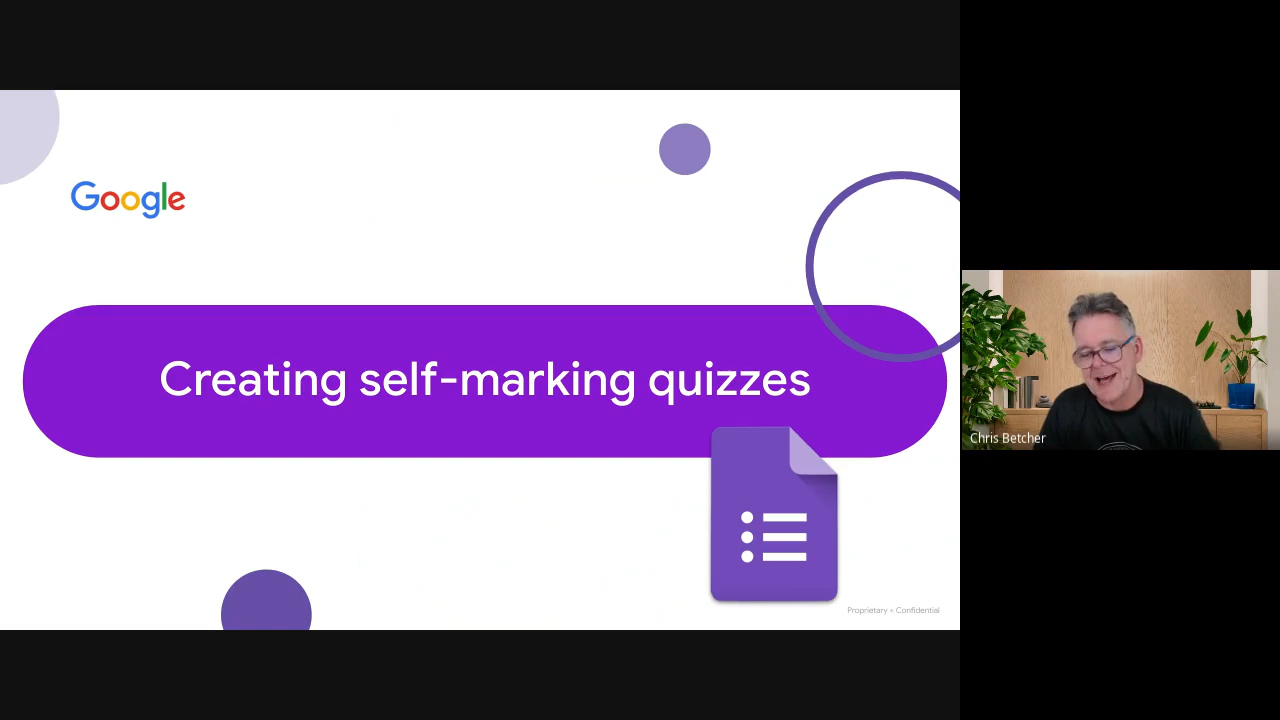 Google
Creating self-marking quizzes
Proprietary + Confidential
Chris Betcher